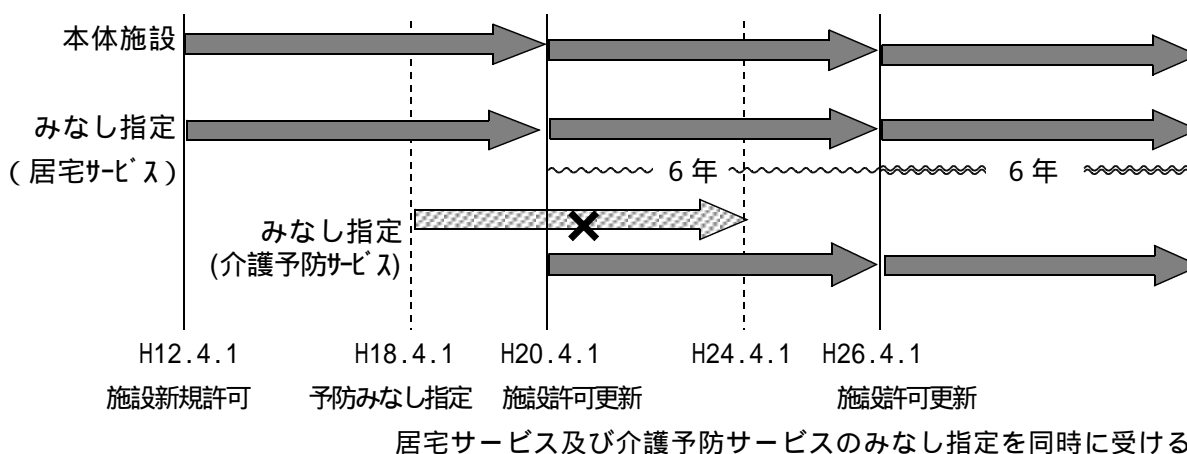 本体施設
みなし指定
(居宅ｻｰﾋﾞｽ)
6年 6年
みなし指定
(介護予防ｻｰﾋﾞｽ)
H12.4.1 H18.4.1 H20.4.1 H24.4.1 H26.4.1
施設新規許可 予防みなし指定 施設許可更新 施設許可更新
居宅サービス及び介護予防サービスのみなし指定を同時に受ける